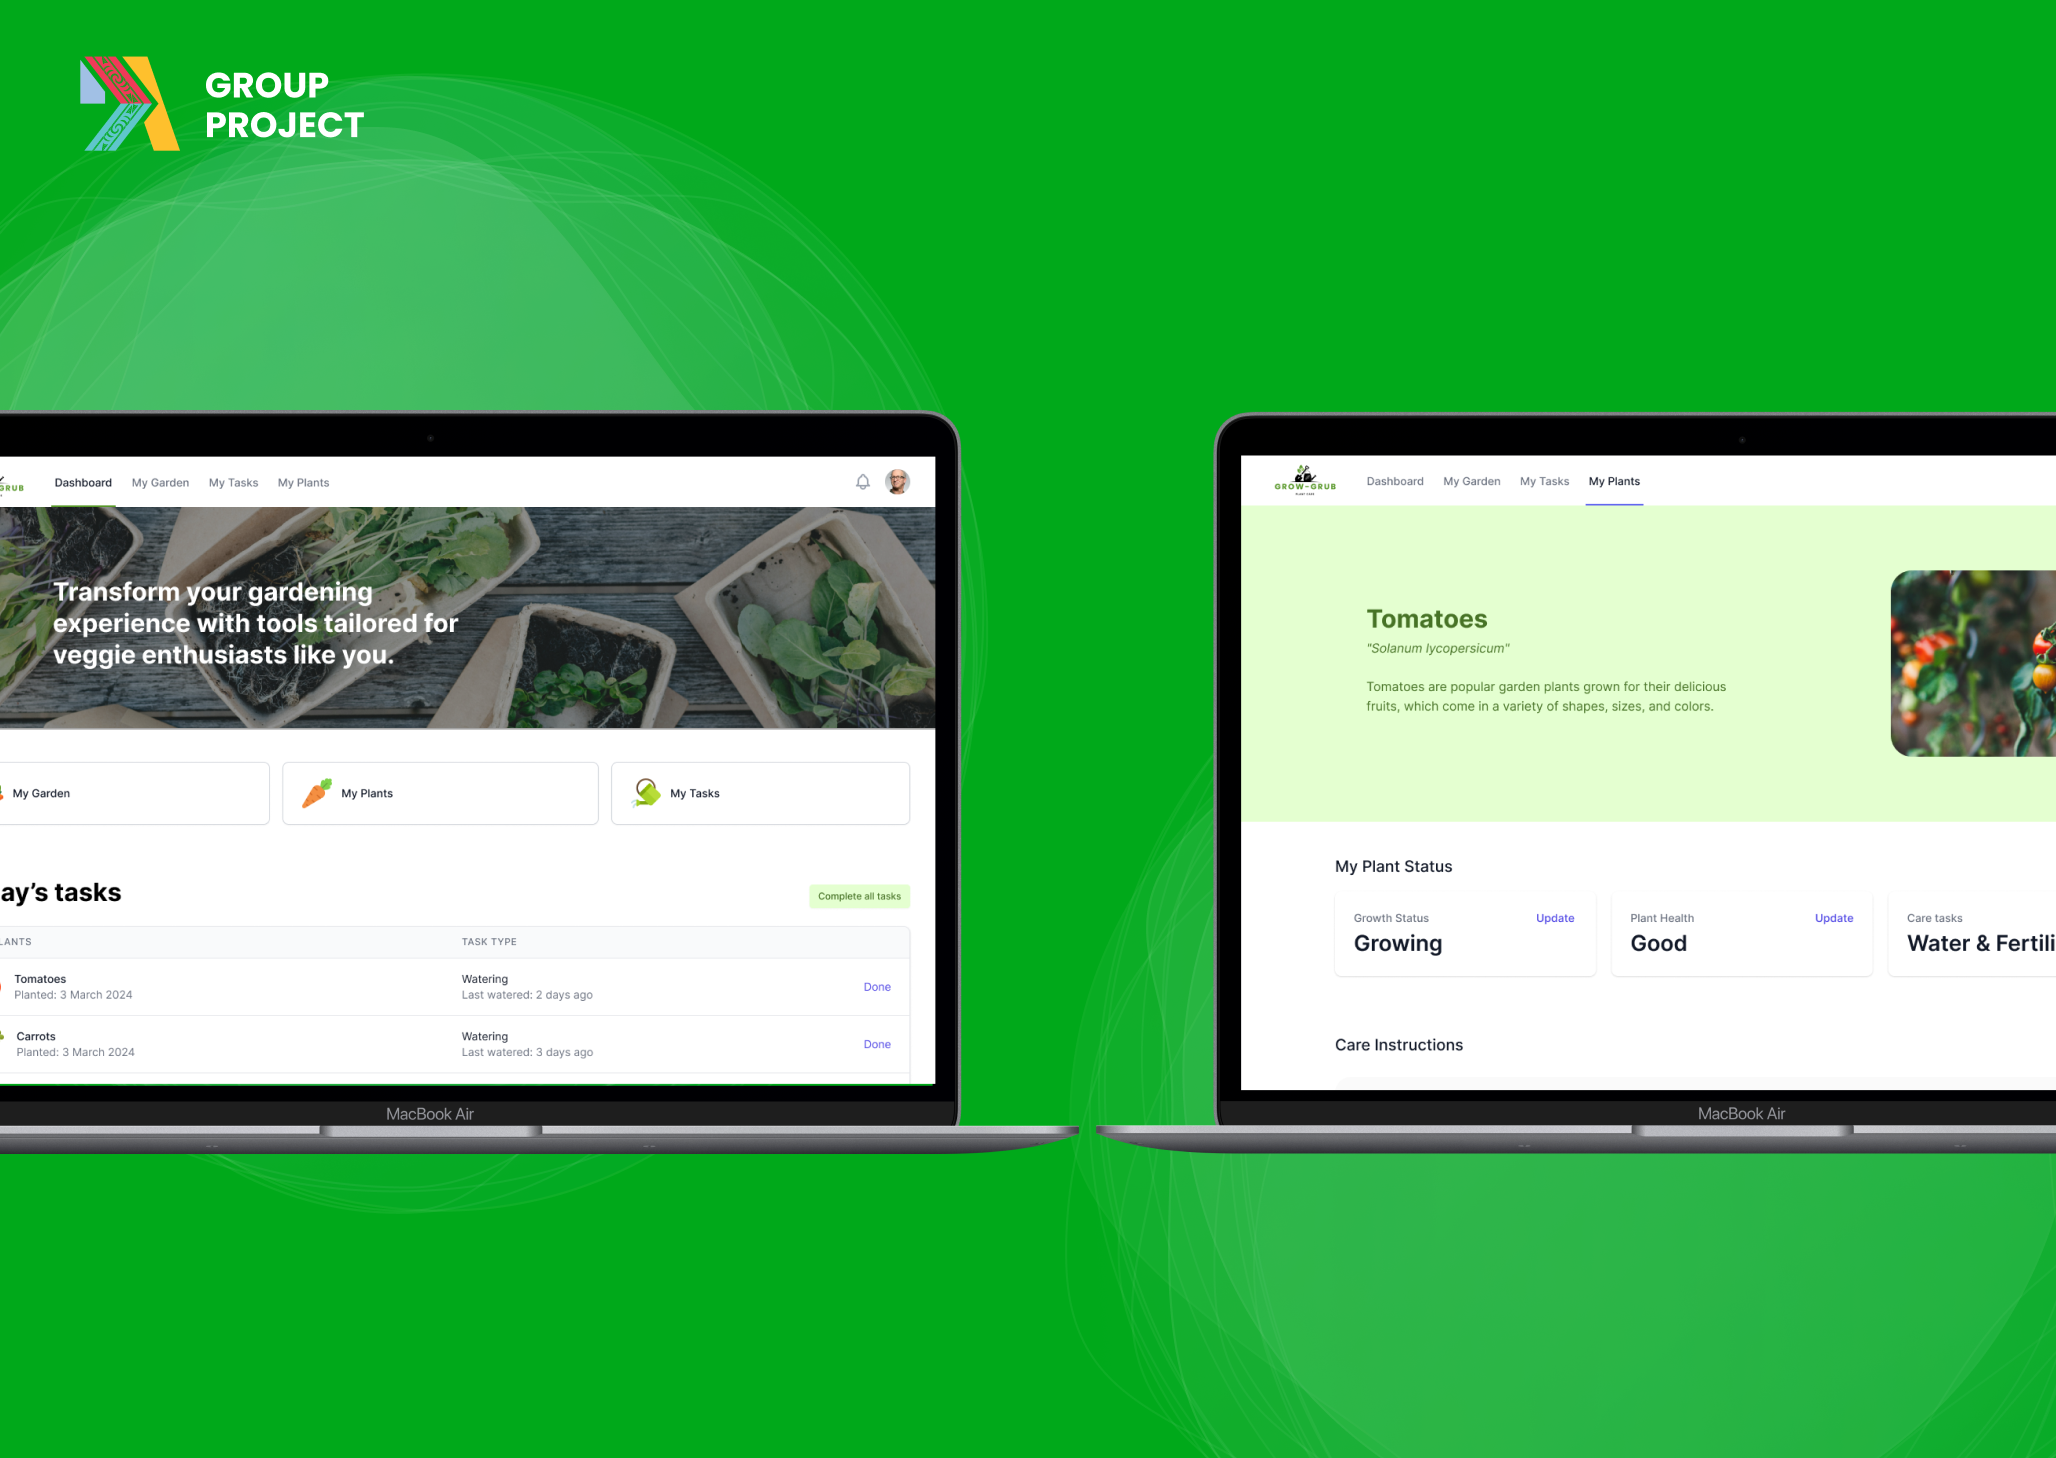 GROUP
PROJECT
GRUB
Dashboard My Garden My Tasks My Plants
Transform your gardening
experience with tools tailored for
veggie enthusiasts like you.
My Garden
My Plants
My Tasks
ay's tasks
Complete all tasks
LANTS TASK TYPE
Tomatoes Watering
Planted: 3 March 2024 Last watered: 2 days ago Done
Carrots Watering
Planted: 3 March 2024 Last watered: 3 days ago Done
MacBook Air
GROW-GRUB
PLANT CARE
Dashboard My Garden My Tasks My Plants
Tomatoes
"Solanum lycopersicum"
Tomatoes are popular garden plants grown for their delicious
fruits, which come in a variety of shapes, sizes, and colors.
My Plant Status
Growth Status Update
Growing
Plant Health Update
Good
Care tasks
Water & Fertili
Care Instructions
MacBook Air